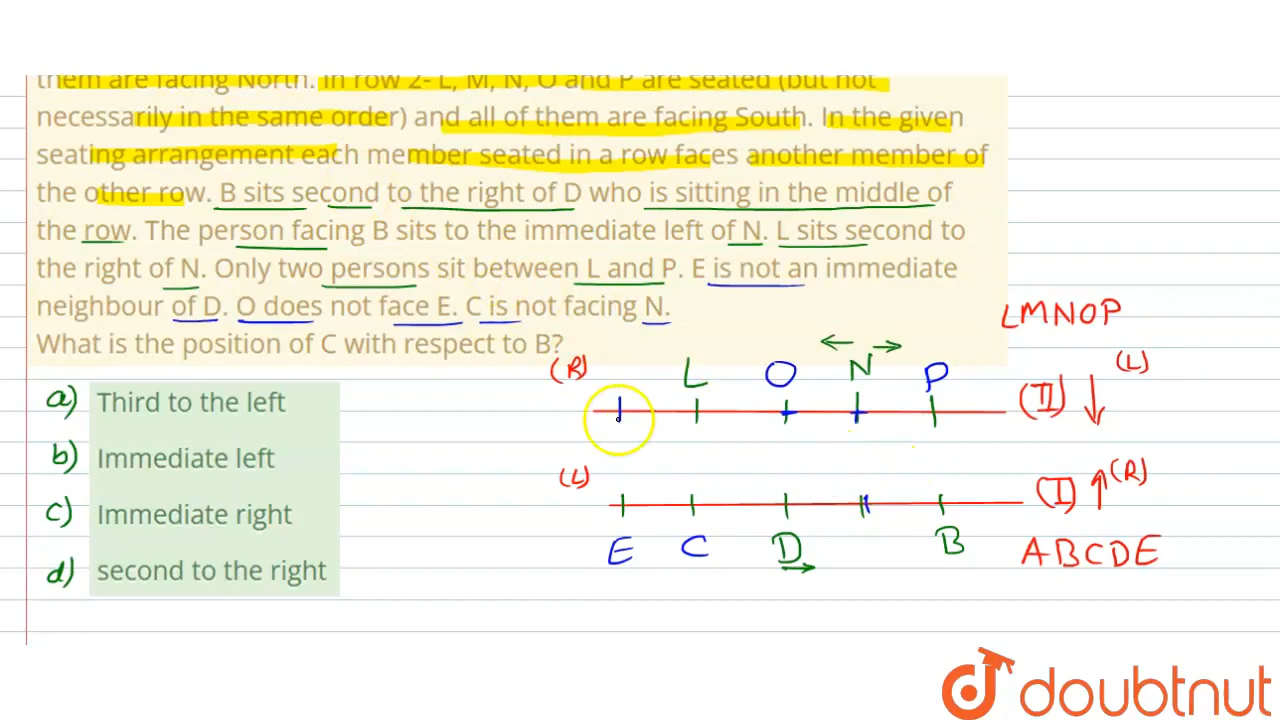 them are facing North. In row 2- L, M, N, O and P are seated (but not
necessarily in the same order) and all of them are facing South. In the given
seating arrangement each member seated in a row faces another member of
the other row. B sits second to the right of D who is sitting in the middle of
the row. The person facing B sits to the immediate left of N. L sits second to
the right of N. Only two persons sit between L and P. E is not an immediate
neighbour of D. O does not face E. C is not facing N.
What is the position of C with respect to B?
LMNOP
(R) L O N P (L)
(II)
a) Third to the left
b) Immediate left
c) Immediate right
d) second to the right
(L) (I) (R)
E C D B ABCDE
doubtnut